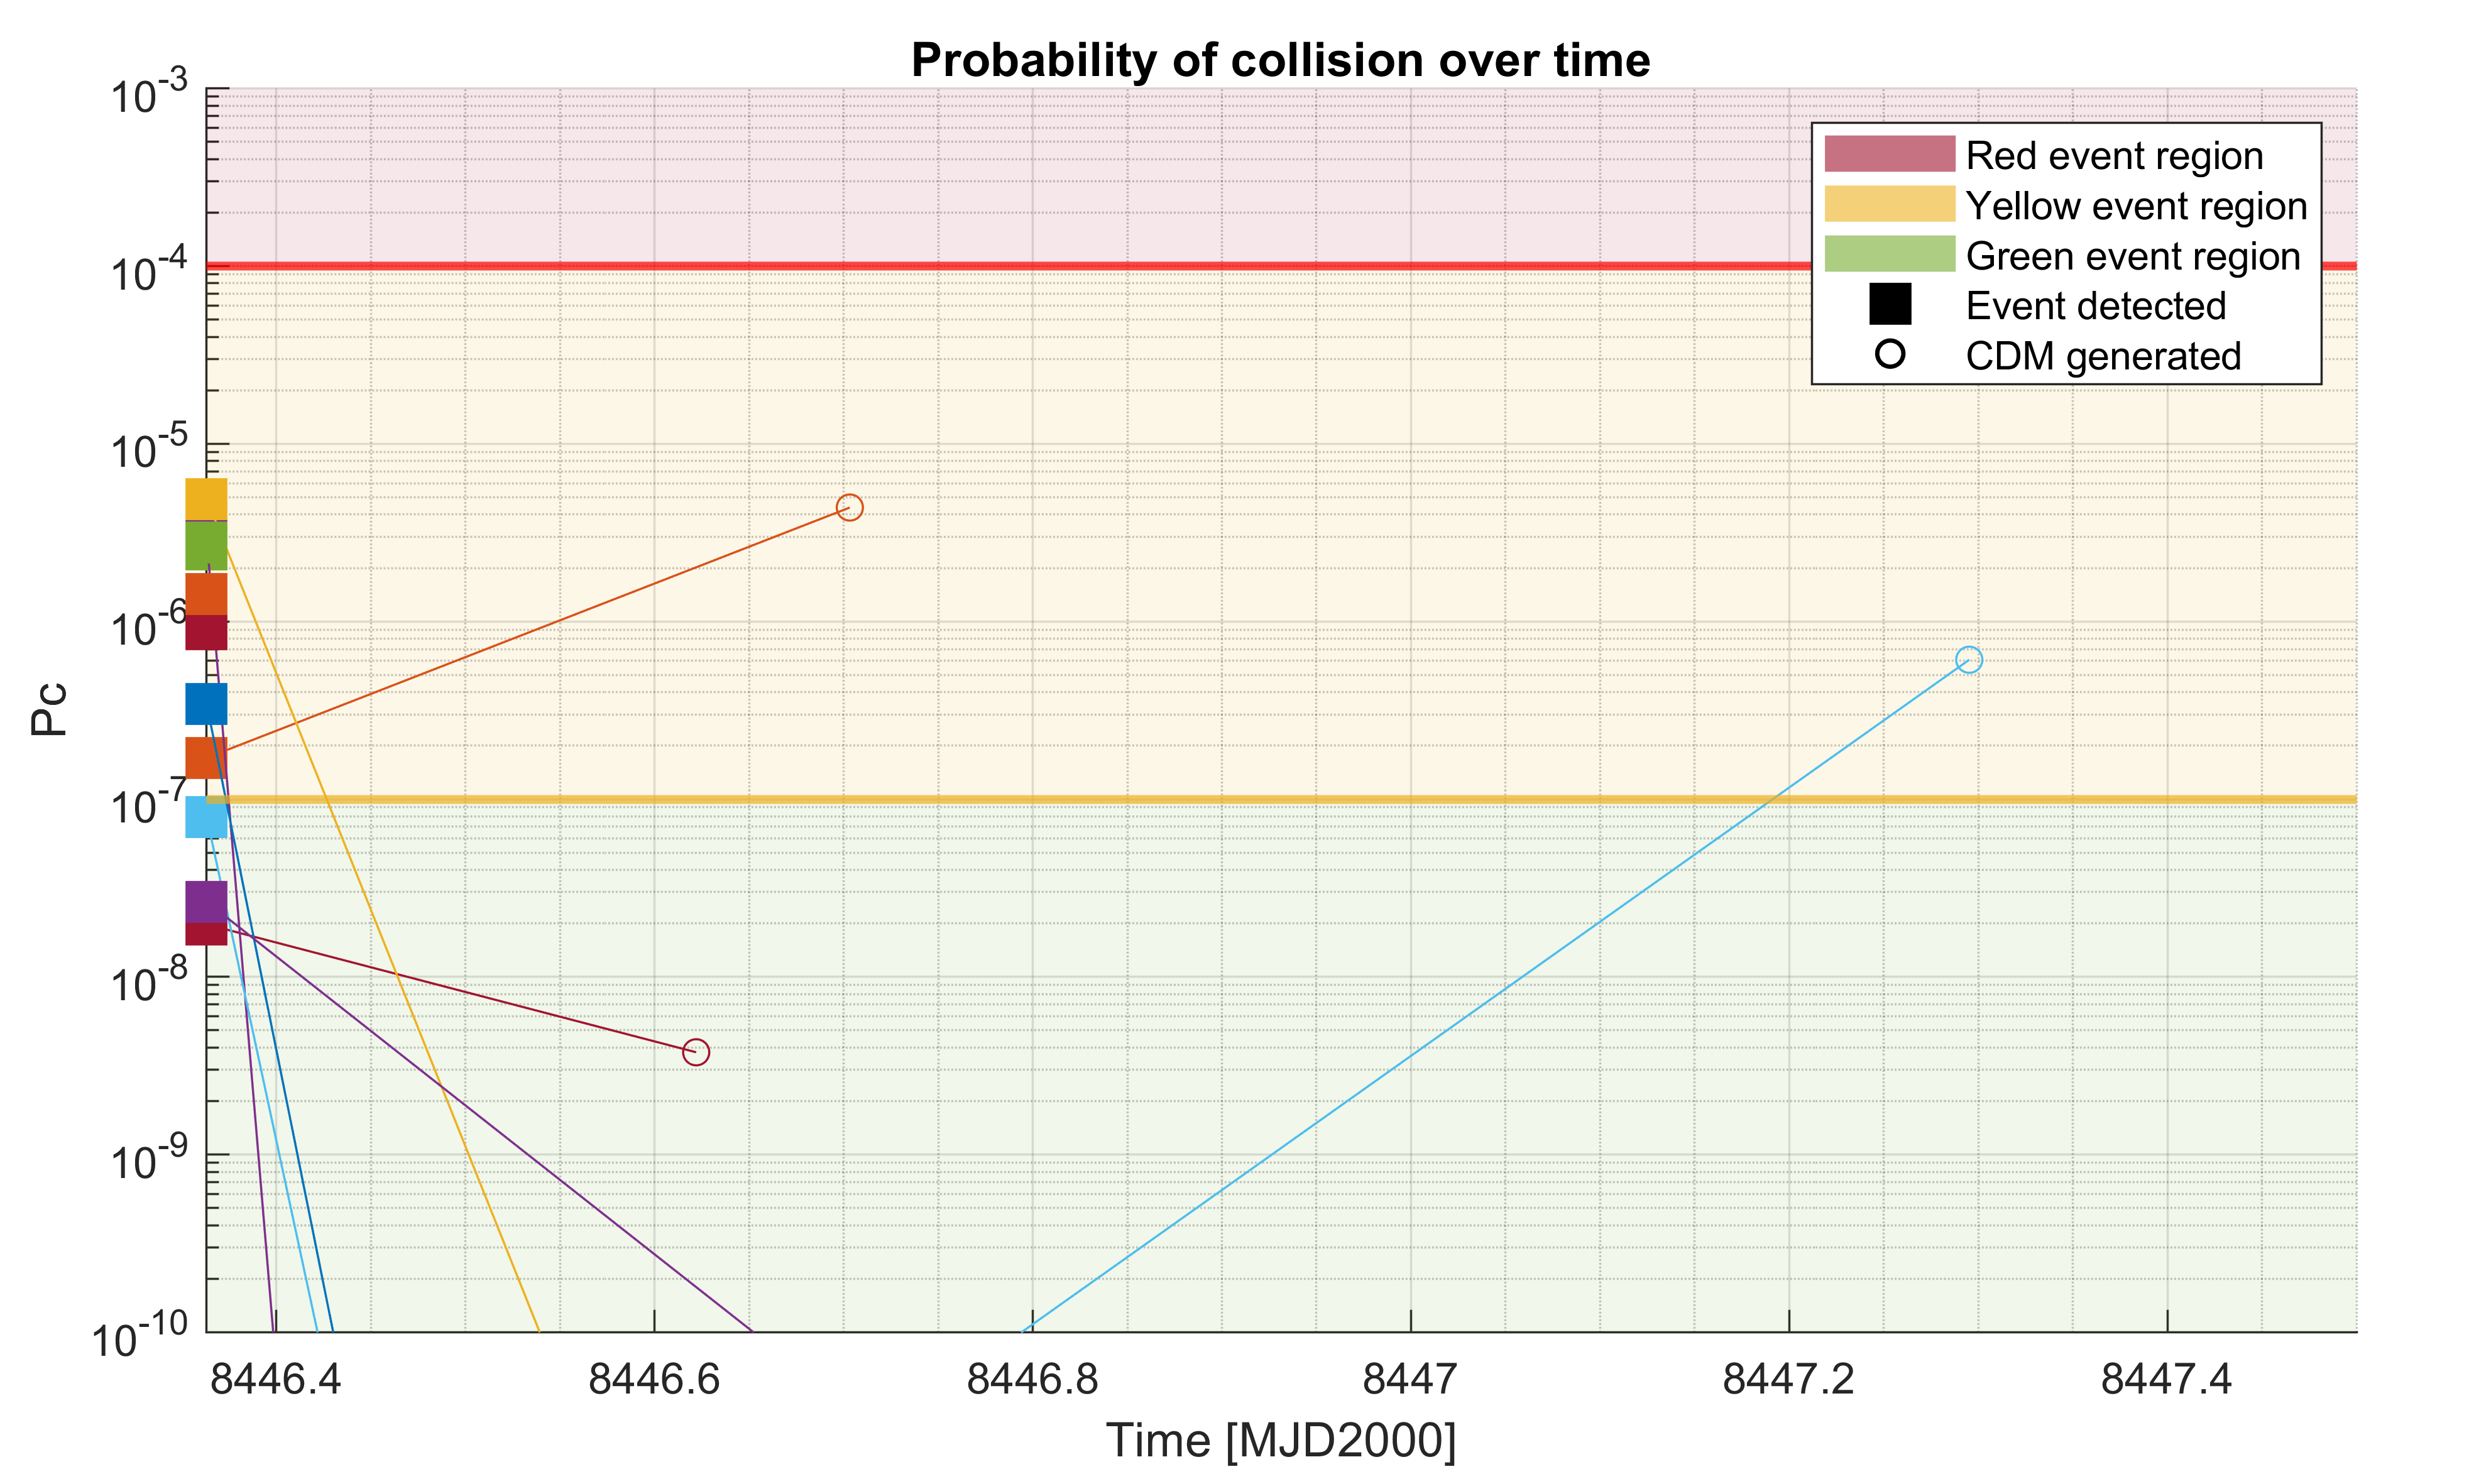 Probability of collision over time
10^-3
10^-4
10^-5
10^-6
10^-7
10^-8
10^-9
10^-10
Pc
Red event region
Yellow event region
Green event region
Event detected
CDM generated
8446.4 8446.6 8446.8 8447 8447.2 8447.4
Time [MJD2000]